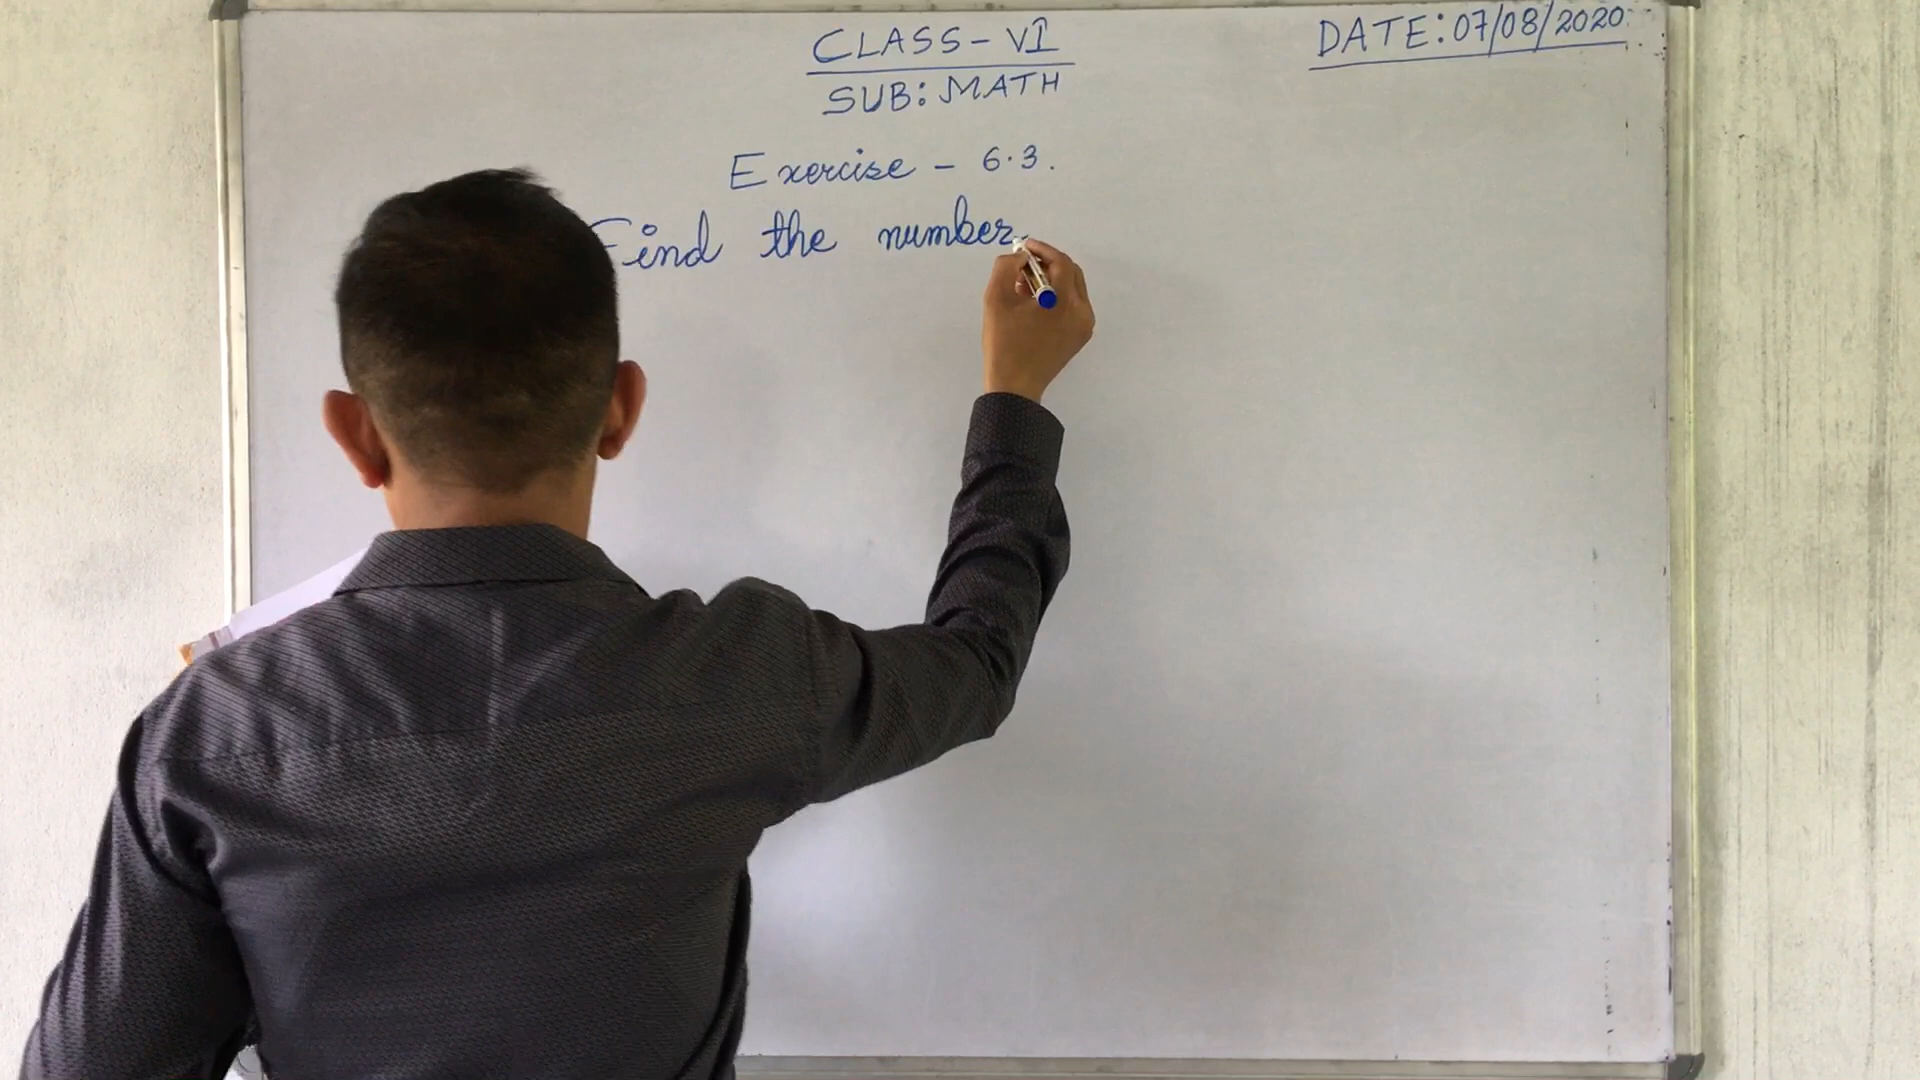 CLASS-VI
DATE:07/08/2020
SUB: MATH
Exercise - 6.3.
Find the number